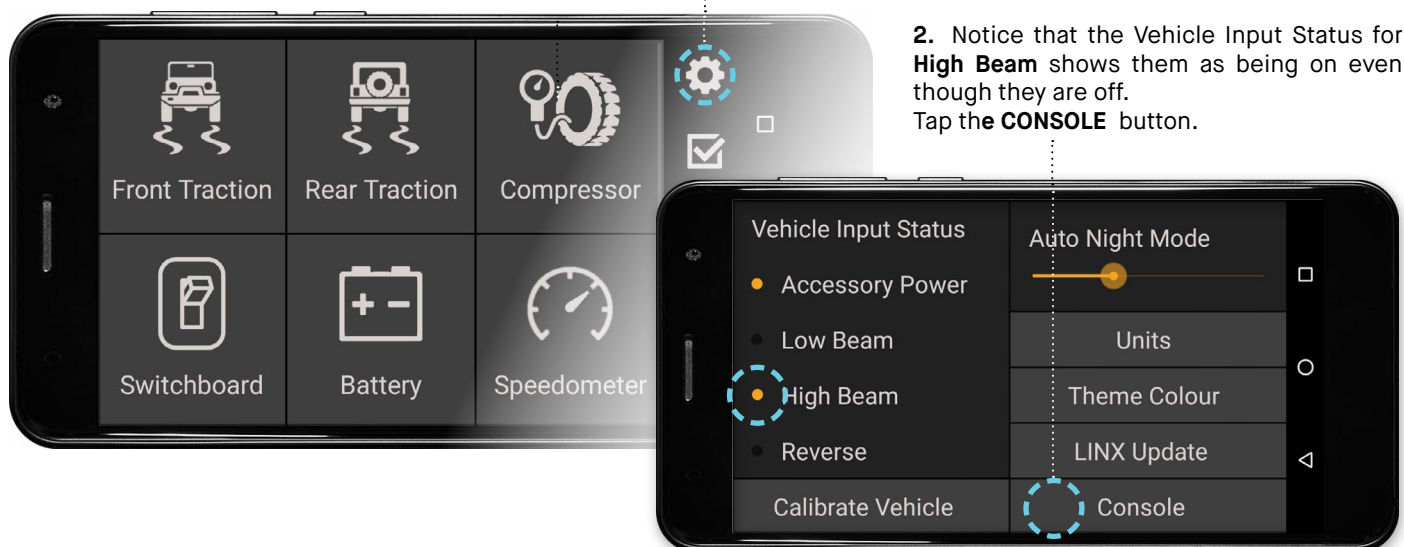 2. Notice that the Vehicle Input Status for
High Beam shows them as being on even
though they are off.
Tap the CONSOLE button.
Front Traction
Rear Traction
Compressor
Switchboard
Battery
Speedometer
Vehicle Input Status
Accessory Power
Low Beam
High Beam
Reverse
Calibrate Vehicle
Auto Night Mode
Units
Theme Colour
LINX Update
Console